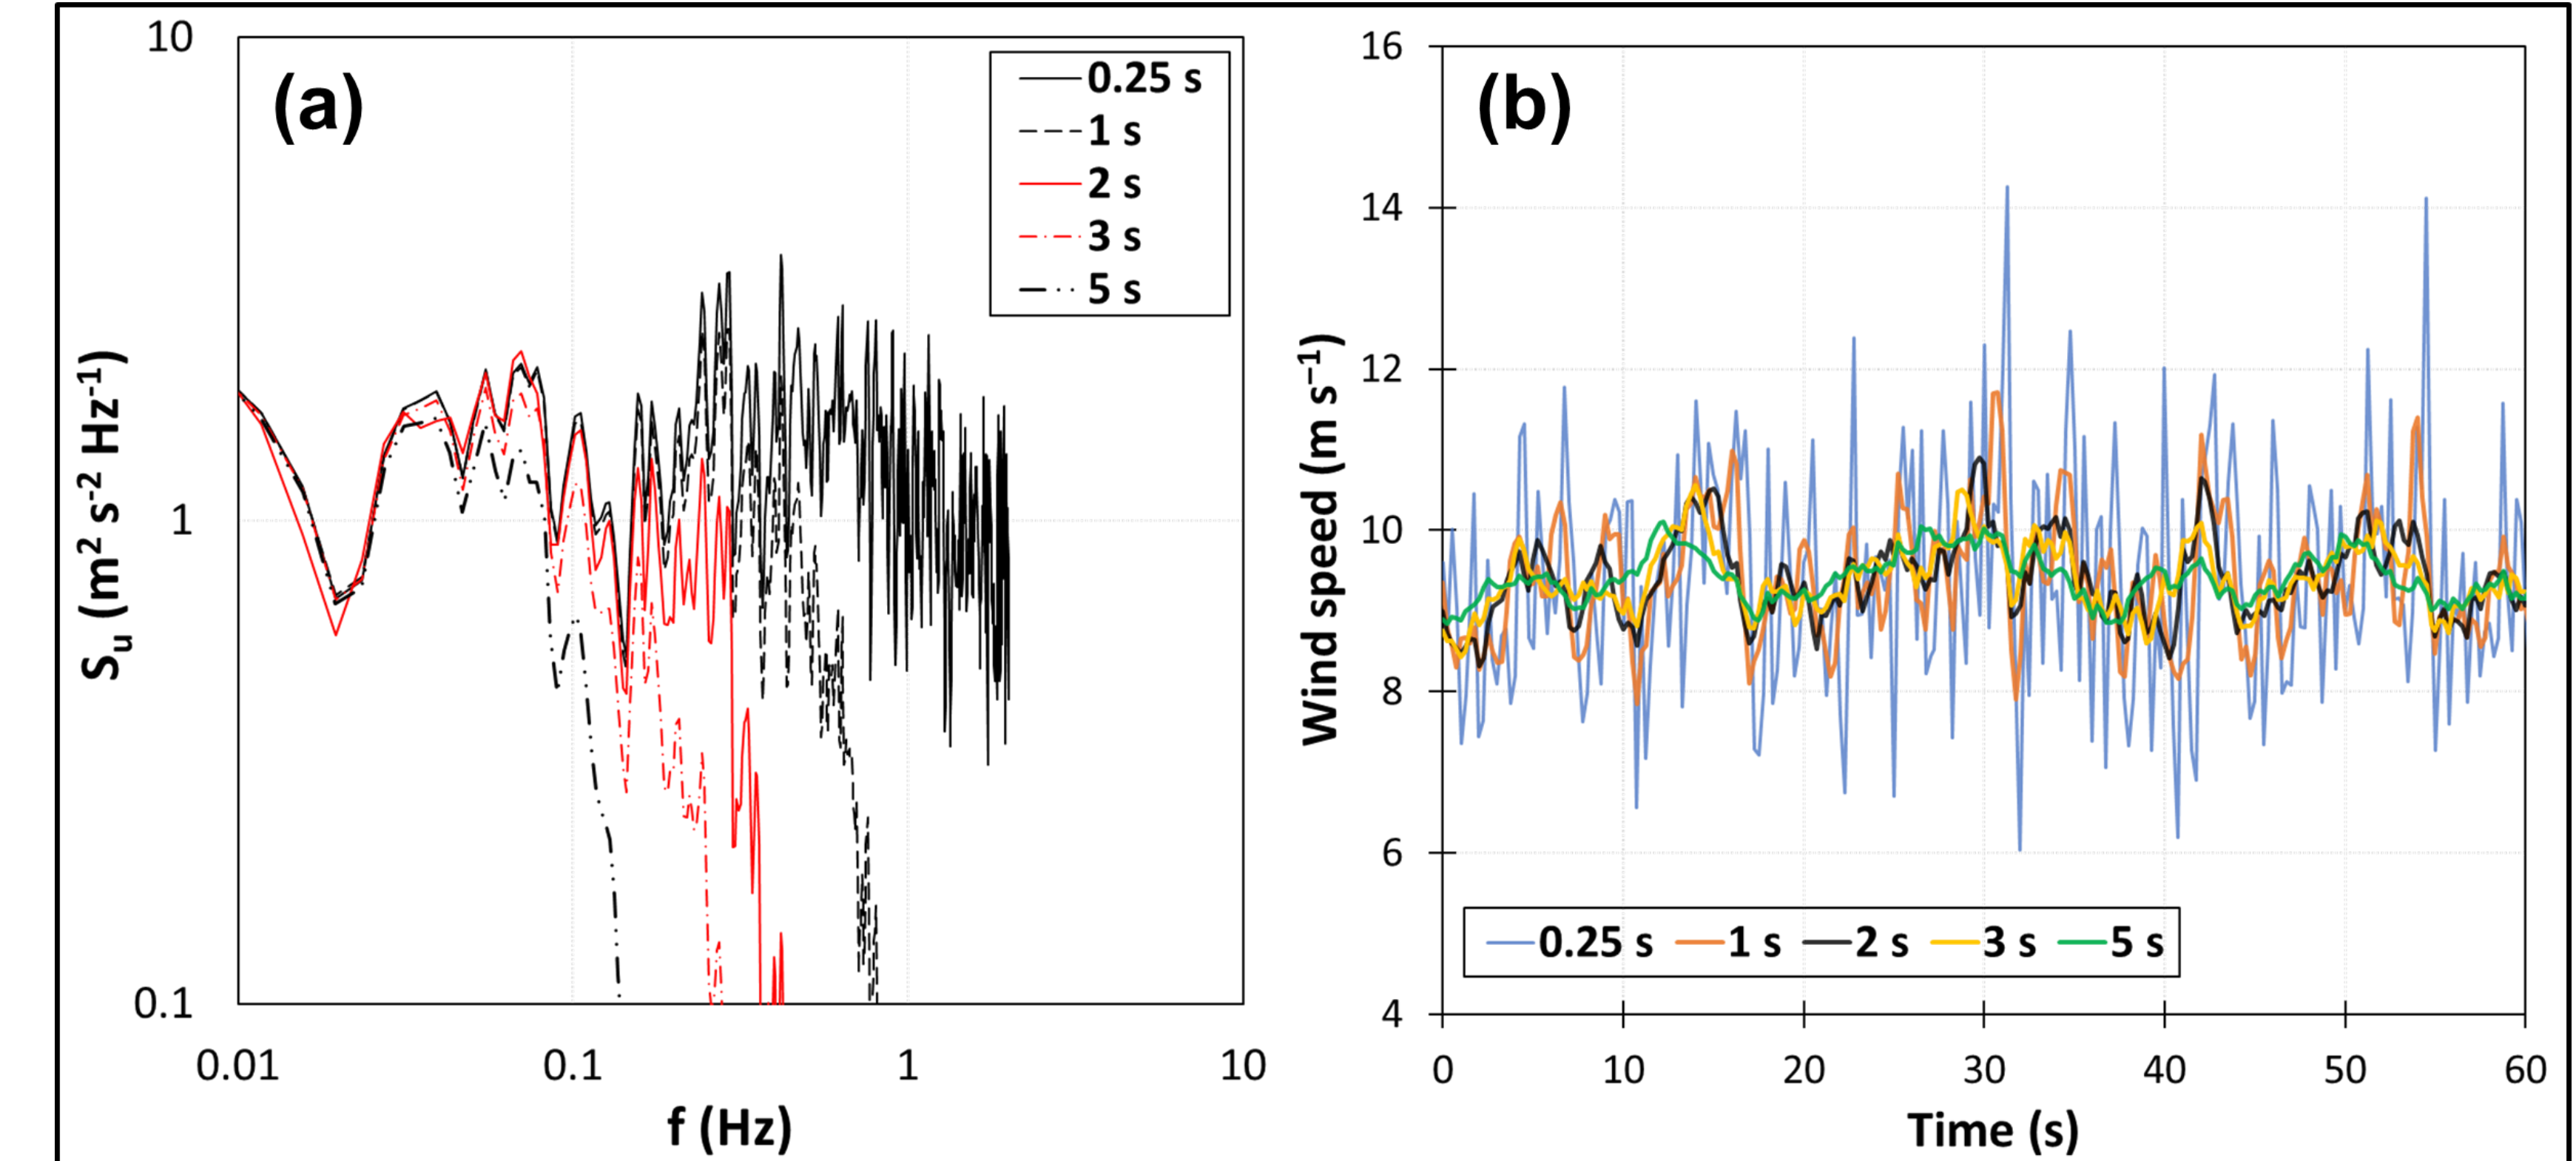 (a)
10
1
0.1
0.01 0.1 1 10
Su (m2 s-2 Hz-1)
f (Hz)
0.25 s
1 s
2 s
3 s
5 s
(b)
16
14
12
10
8
6
4
0 10 20 30 40 50 60
Wind speed (m s−1)
Time (s)
0.25 s 1 s 2 s 3 s 5 s